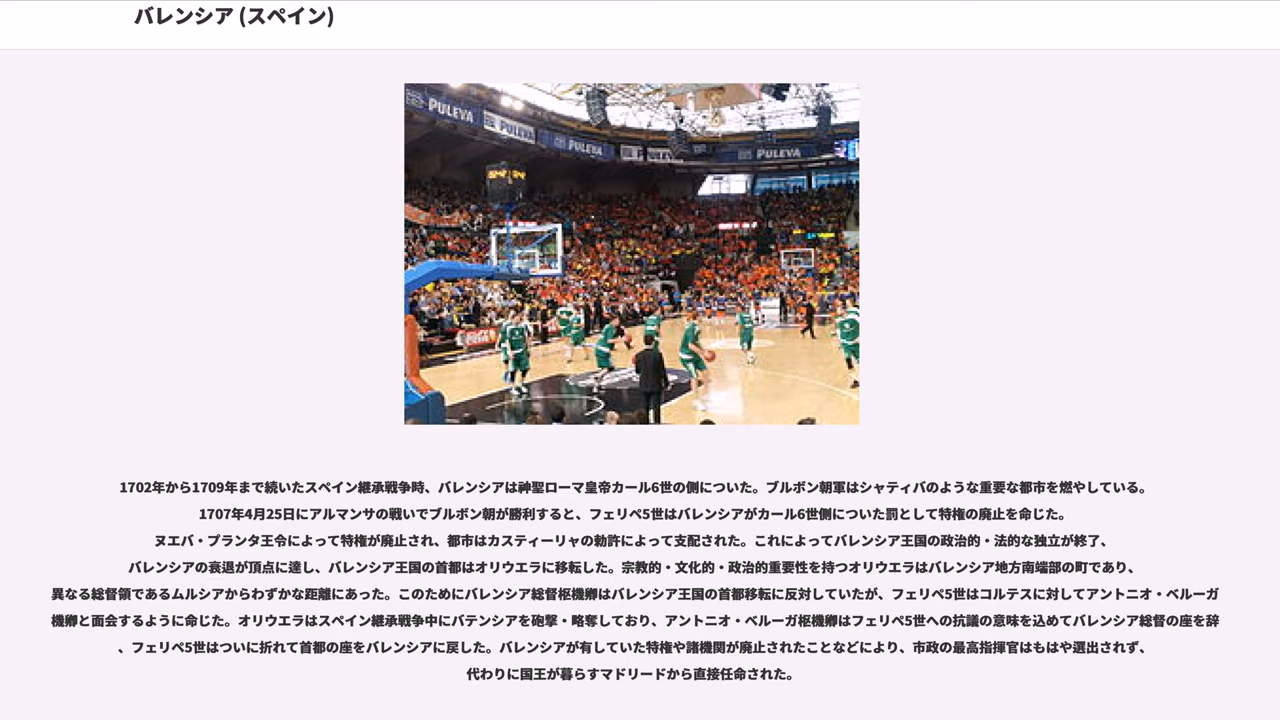 バレンシア (スペイン)
PULEVA
PULEVA
PULEVA
PULEVA
PULEVA
1702年から1709年まで続いたスペイン継承戦争時、バレンシアは神聖ローマ皇帝カール6世の側についた。ブルボン朝軍はシャティバのような重要な都市を燃やしている。
1707年4月25日にアルマンサの戦いでブルボン朝が勝利すると、フェリペ5世はバレンシアがカール6世側についた罰として特権の廃止を命じた。
ヌエバ・プランタ王令によって特権が廃止され、都市はカスティーリャの勅許によって支配された。これによってバレンシア王国の政治的・法的な独立が終了、
バレンシアの衰退が頂点に達し、バレンシア王国の首都はオリウエラに移転した。宗教的・文化的・政治的重要性を持つオリウエラはバレンシア地方南端部の町であり、
異なる総督領であるムルシアからわずかな距離にあった。このためにバレンシア総督枢機卿はバレンシア王国の首都移転に反対していたが、フェリペ5世はコルテスに対してアントニオ・ベルーガ
機卿と面会するように命じた。オリウエラはスペイン継承戦争中にバテンシアを砲撃・略奪しており、アントニオ・ベルーガ枢機卿はフェリペ5世への抗議の意味を込めてバレンシア総督の座を辞
、フェリペ5世はついに折れて首都の座をバレンシアに戻した。バレンシアが有していた特権や諸機関が廃止されたことなどにより、市政の最高指揮官はもはや選出されず、
代わりに国王が暮らすマドリードから直接任命された。